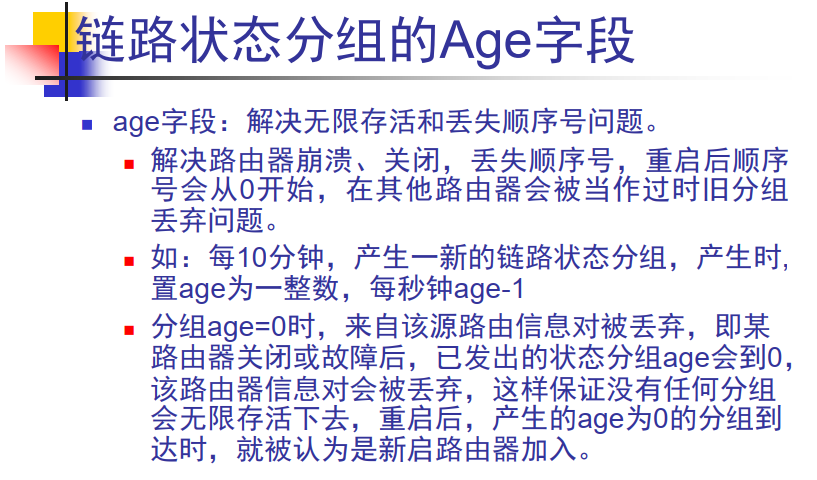 链路状态分组的Age字段
age字段：解决无限存活和丢失顺序号问题。
解决路由器崩溃、关闭，丢失顺序号，重启后顺序
号会从0开始，在其他路由器会被当作过时旧分组
丢弃问题。
如：每10分钟，产生一新的链路状态分组，产生时,
置age为一整数，每秒钟age-1
分组age=0时，来自该源路由信息对被丢弃，即某
路由器关闭或故障后，已发出的状态分组age会到0，
该路由器信息对会被丢弃，这样保证没有任何分组
会无限存活下去，重启后，产生的age为0的分组到
达时，就被认为是新启路由器加入。